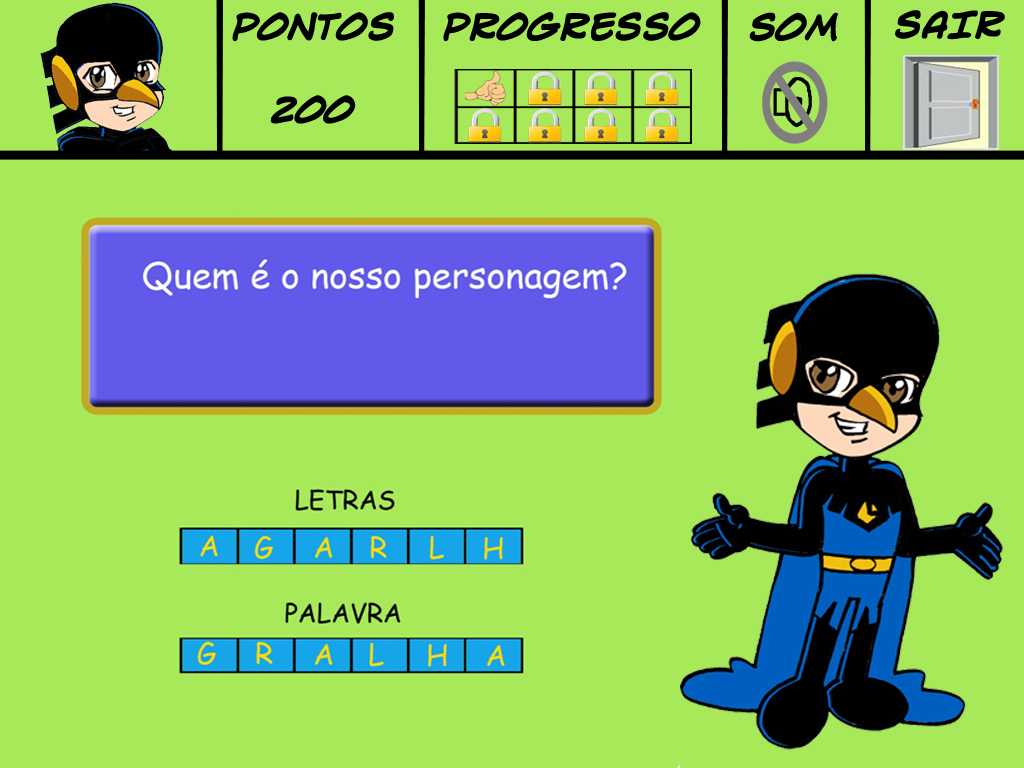 PONTOS
PROGRESSO
SOM
SAIR
200
Quem é o nosso personagem?
LETRAS
A G A R L H
PALAVRA
G R A L H A